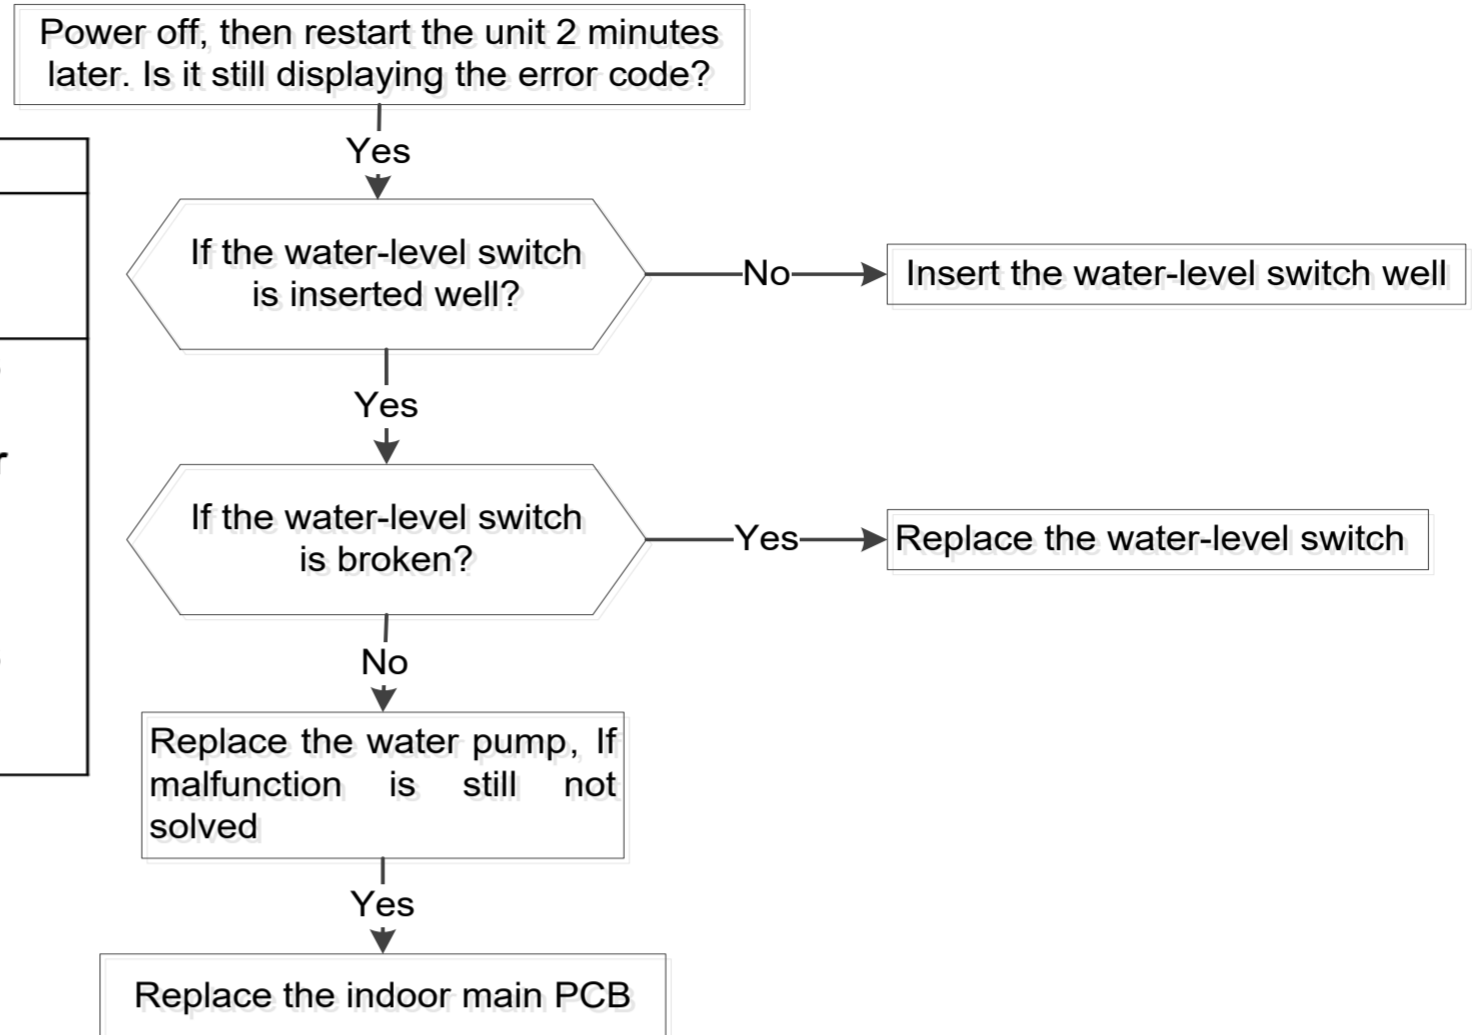 Power off, then restart the unit 2 minutes
later. Is it still displaying the error code?
Yes
If the water-level switch
is inserted well?
No
Insert the water-level switch well
Yes
If the water-level switch
is broken?
Yes
Replace the water-level switch
No
Replace the water pump, If
malfunction is still not
solved
Yes
Replace the indoor main PCB